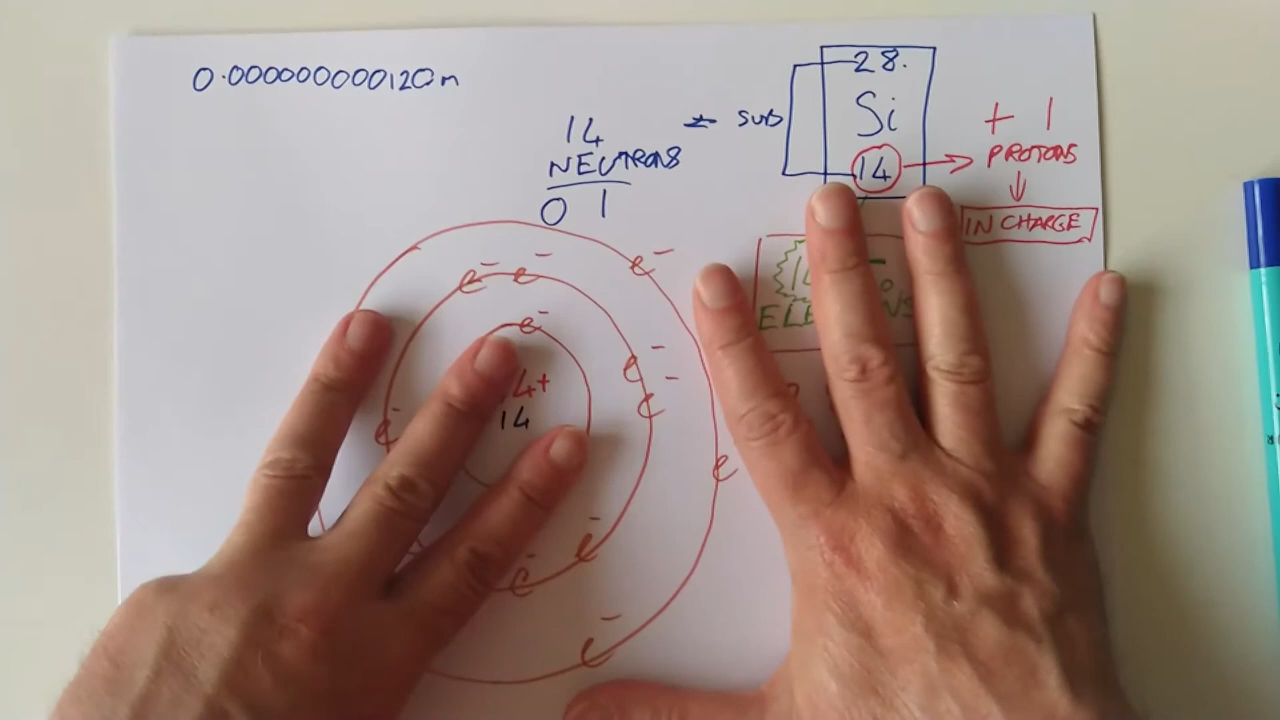 0.000000000120m
28.
Si
14
sub
14
NEUTRONS
0 1
+ 1
PROTONS
IN CHARGE
e⁻ e⁻ e⁻
e⁻
e⁻
e⁻
14+
14
e⁻
e
e⁻
e⁻
e⁻